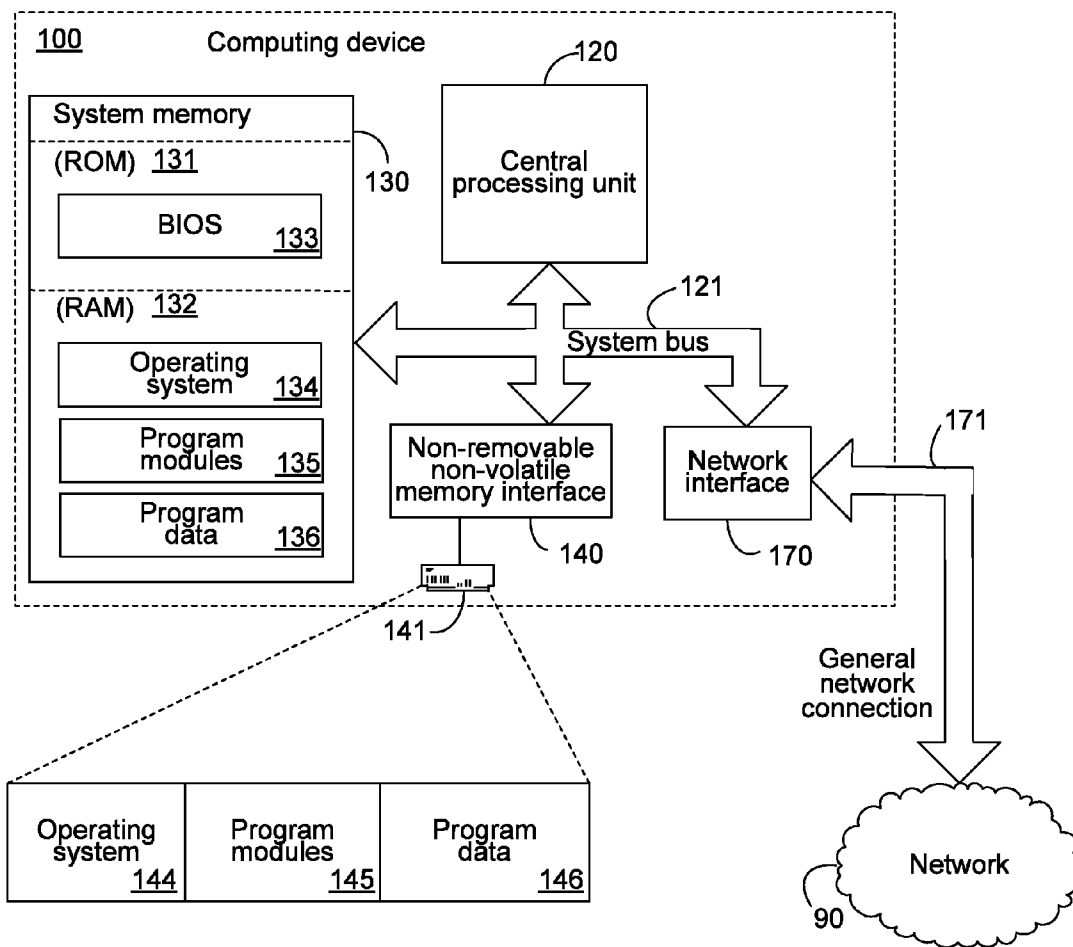 100 Computing device
120
System memory
(ROM) 131
130
BIOS
133
Central
processing unit
(RAM) 132
121
System bus
Operating
system
134
Program
modules
135
Program
data
136
Non-removable
non-volatile
memory interface
140
Network
interface
170
171
141
General
network
connection
Operating
system
144
Program
modules
145
Program
data
146
Network
90